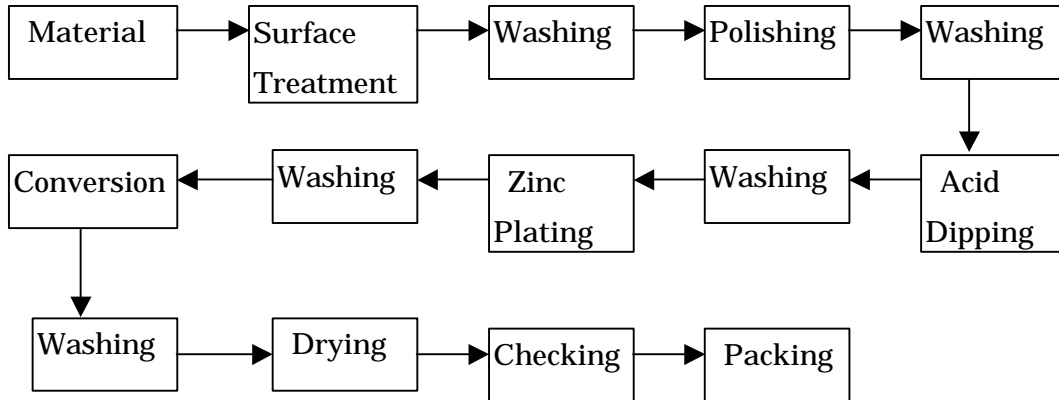 Material
Surface
Treatment
Washing
Polishing
Washing
Acid
Dipping
Washing
Zinc
Plating
Washing
Conversion
Washing
Drying
Checking
Packing